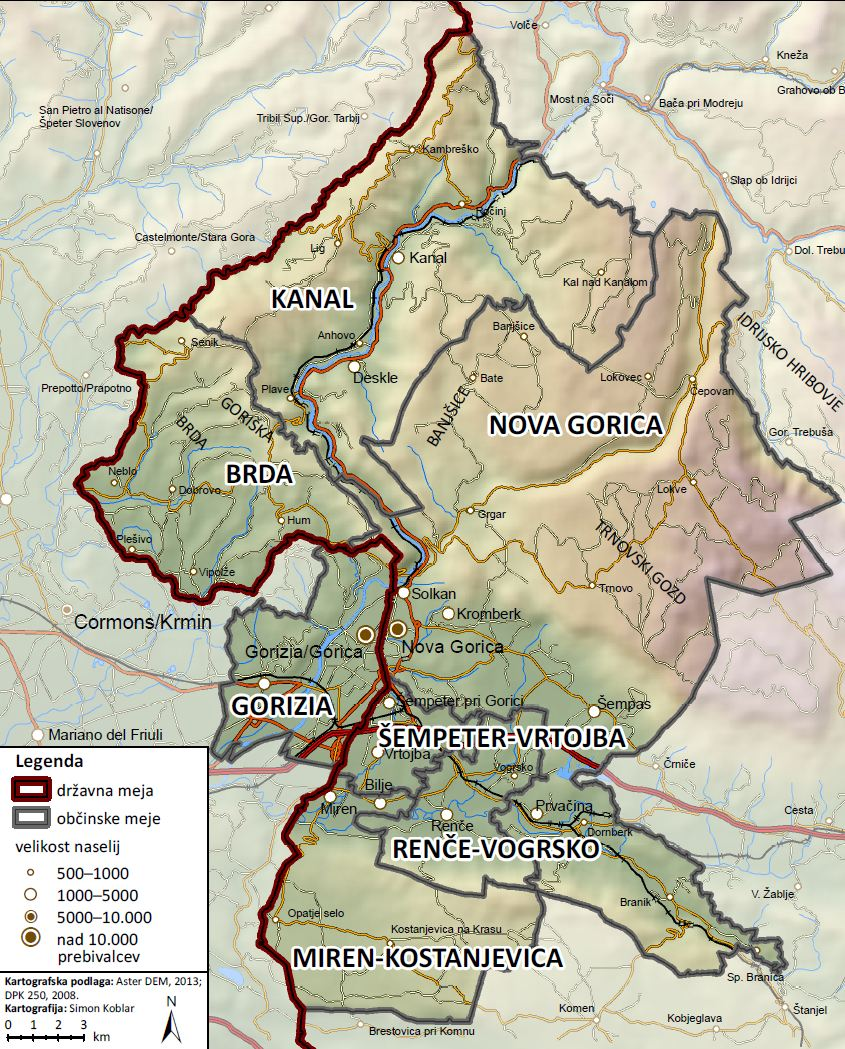 Volče
Kneža
Grahovo ob B
Most na Soči
Bača pri Modreju
San Pietro al Natisone/
Špeter Slovenov
Tribil Sup./Gor. Tarbij
Kambreško
Slap ob Idrijci
Ročinj
Castelmonte/Stara Gora
Lig
Dol. Trebu
Kanal
Kal nad Kanalom
KANAL
IDRIJSKO HRIBOVJE
Banjšice
Anhovo
Senik
Deskle
Bate
Lokovec
Čepovan
Prepotto/Prapotno
Plave
GORIŠKA
BRDA
BANJŠICE
NOVA GORICA
Gor. Trebuša
Neblo
BRDA
Dobrovo
Lokve
Hum
Grgar
TRNOVSKI GOZD
Plešivo
Vipolže
Trnovo
Solkan
Cormons/Krmin
Kromberk
Gorizia/Gorica
Nova Gorica
Šempeter pri Gorici
Šempas
GORIZIA
Mariano del Friuli
ŠEMPETER-VRTOJBA
Vrtojba
Vogrsko
Črniče
Bilje
Miren
Prvačina
Cesta
Renče
Dornberk
RENČE-VOGRSKO
V. Žablje
Branik
Opatje selo
Kostanjevica na Krasu
MIREN-KOSTANJEVICA
Sp. Branica
Komen
Štanjel
Kobjeglava
Brestovica pri Komnu
Legenda
državna meja
občinske meje
velikost naselij
500–1000
1000–5000
5000–10.000
nad 10.000
prebivalcev
Kartografska podlaga: Aster DEM, 2013;
DPK 250, 2008.
Kartografija: Simon Koblar
N
0 1 2 3
km